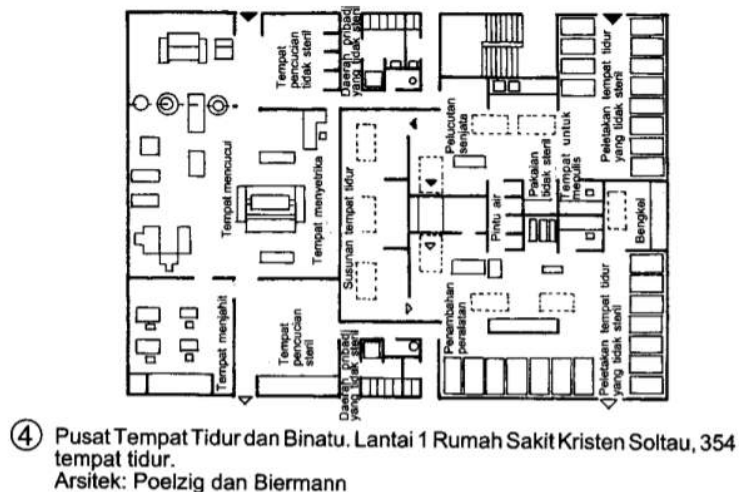 Tempat
pencucian
tidak steril
Daerah pribadi
yang tidak steril
Peletakan tempat tidur
yang tidak steril
Pelucutan
senjata
Pakaian
tidak steril
Tempat untuk
menulis
Tempat mencucui
Tempat menyetrika
Susunan tempat tidur
Pintu air
Bengkel
Tempat menjahit
Tempat
pencucian
steril
Daerah pribadi
yang tidak steril
Penambahan
peralatan
Peletakan tempat tidur
yang tidak steril
4 Pusat Tempat Tidur dan Binatu. Lantai 1 Rumah Sakit Kristen Soltau, 354
tempat tidur.
Arsitek: Poelzig dan Biermann